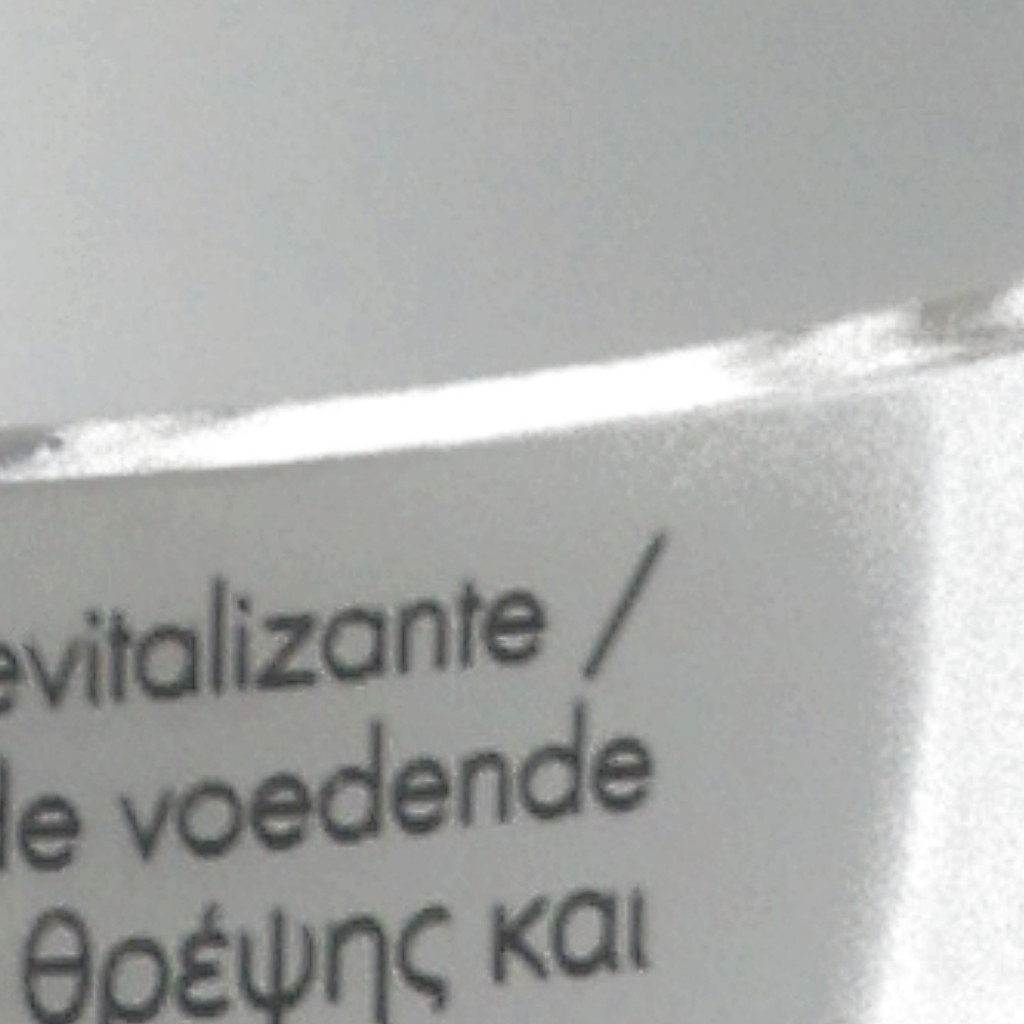 evitalizante /
le voedende
θρέψης και